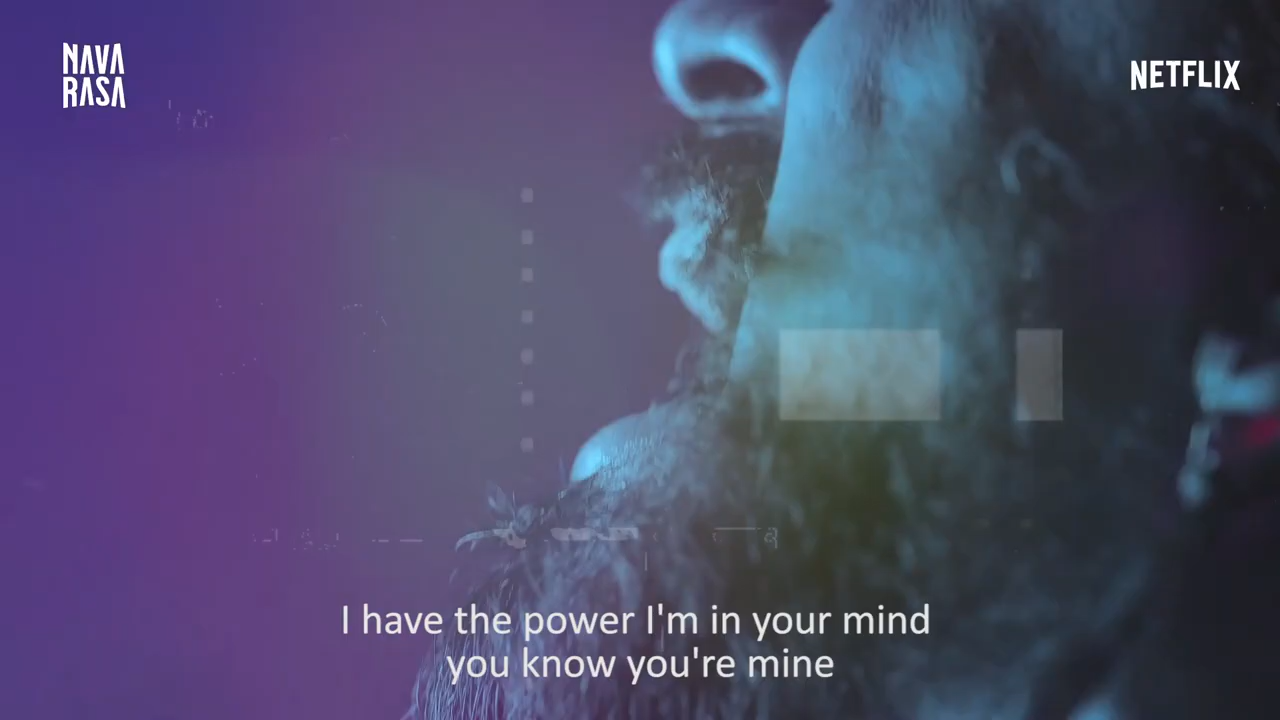 NAVA
RASA
NETFLIX
I have the power I'm in your mind
you know you're mine